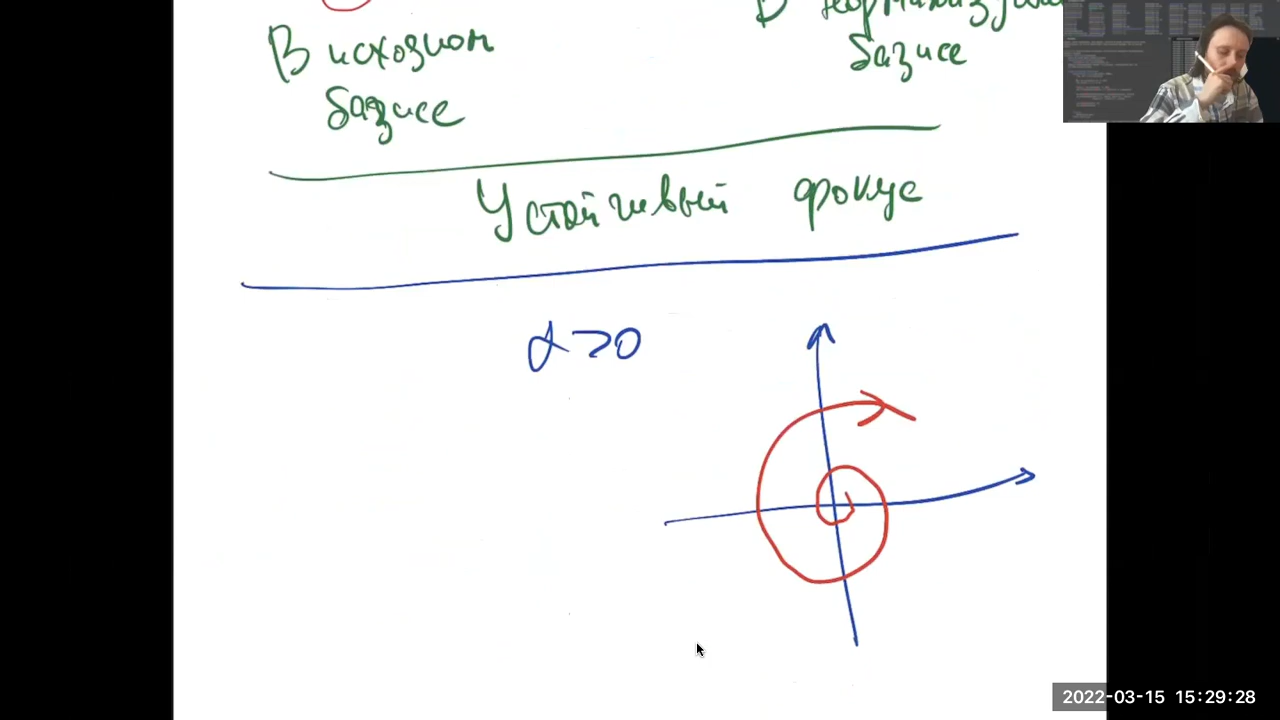 В исходном
базисе
В
базисе
Устойчивый фокус
α > 0
2022-03-15 15:29:28